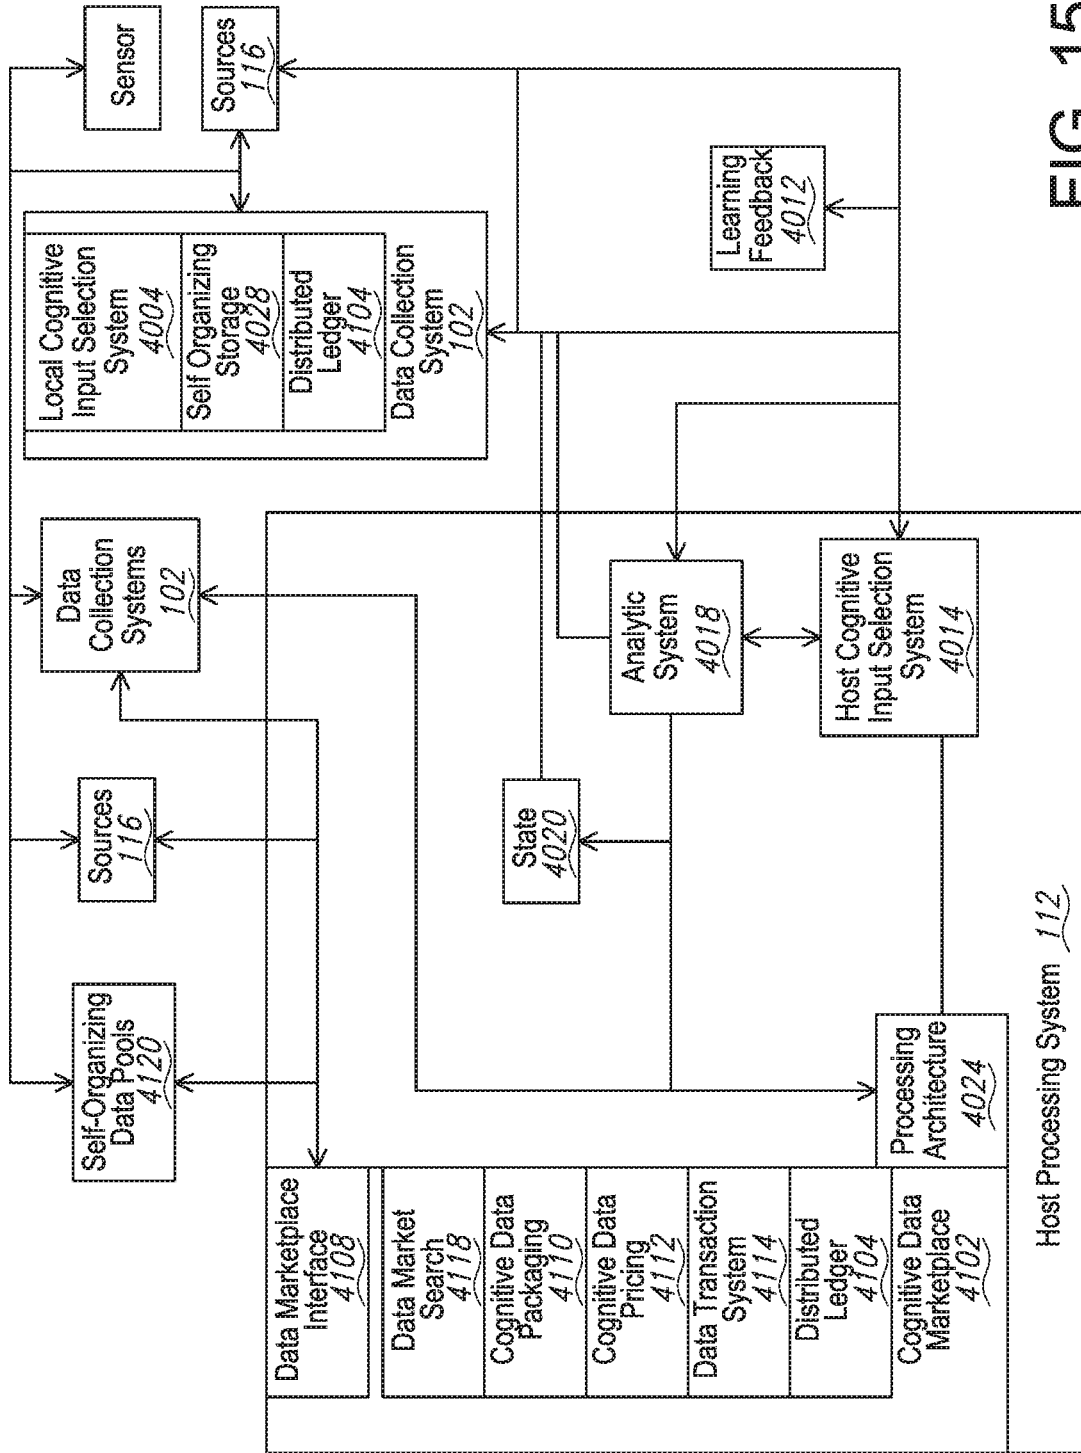 Self-Organizing
Data Pools
4120
Sources
116
Data
Collection
Systems
102
Local Cognitive
Input Selection
System
4004
Self Organizing
Storage
4028
Distributed
Ledger
4104
Data Collection
System
102
Sensor
Sources
116
Data Marketplace
Interface
4108
Data Market
Search
4118
Cognitive Data
Packaging
4110
Cognitive Data
Pricing
4112
Data Transaction
System
4114
Distributed
Ledger
4104
Cognitive Data
Marketplace
4102
Processing
Architecture
4024
State
4020
Analytic
System
4018
Host Cognitive
Input Selection
System
4014
Learning
Feedback
4012
Host Processing System 112
FIG. 15